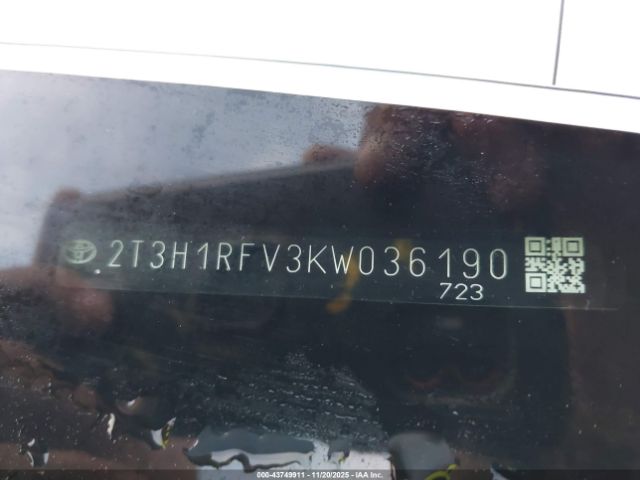 2T3H1RFV3KW036190
723
000-43749911 - 11/20/2025 - IAA Inc.